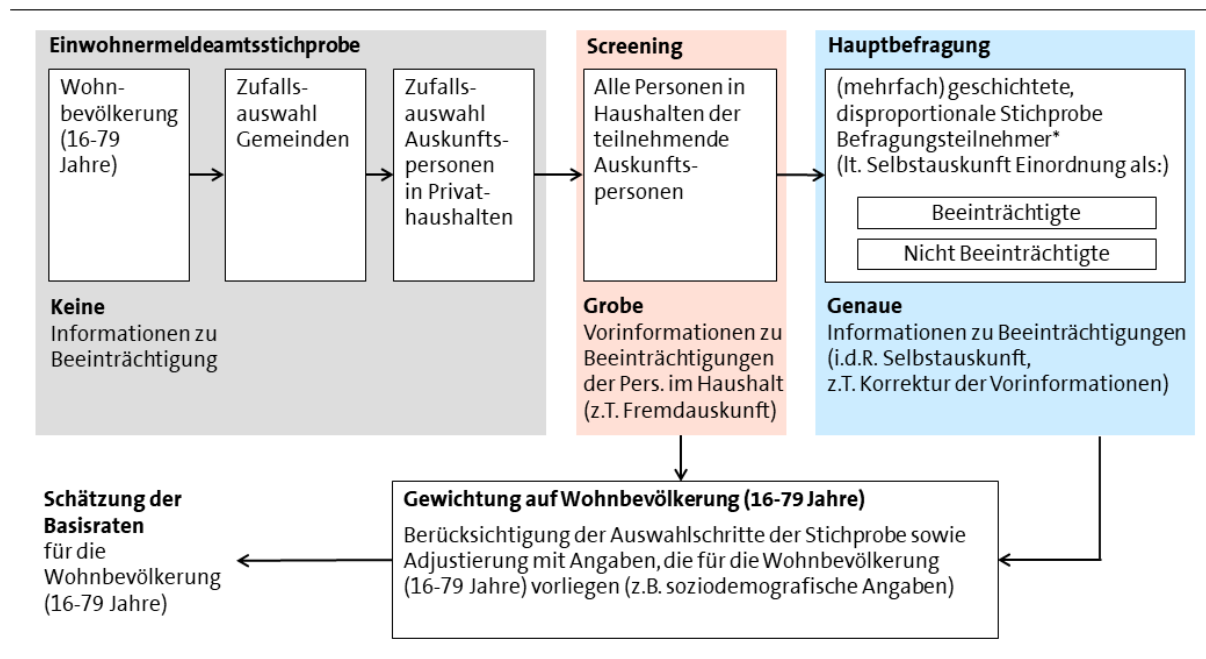 Einwohnermeldeamtsstichprobe
Wohn-
bevölkerung
(16-79
Jahre)
Zufalls-
auswahl
Gemeinden
Zufalls-
auswahl
Auskunfts-
personen
in Privat-
haushalten
Keine
Informationen zu
Beeinträchtigung
Screening
Alle Personen in
Haushalten der
teilnehmende
Auskunfts-
personen
Grobe
Vorinformationen zu
Beeinträchtigungen
der Pers. im Haushalt
(z.T. Fremdauskunft)
Hauptbefragung
(mehrfach) geschichtete,
disproportionale Stichprobe
Befragungsteilnehmer*
(lt. Selbstauskunft Einordnung als:)
Beeinträchtigte
Nicht Beeinträchtigte
Genaue
Informationen zu Beeinträchtigungen
(i.d.R. Selbstauskunft,
z.T. Korrektur der Vorinformationen)
Gewichtung auf Wohnbevölkerung (16-79 Jahre)
Berücksichtigung der Auswahlschritte der Stichprobe sowie
Adjustierung mit Angaben, die für die Wohnbevölkerung
(16-79 Jahre) vorliegen (z.B. soziodemografische Angaben)
Schätzung der
Basisraten
für die
Wohnbevölkerung
(16-79 Jahre)